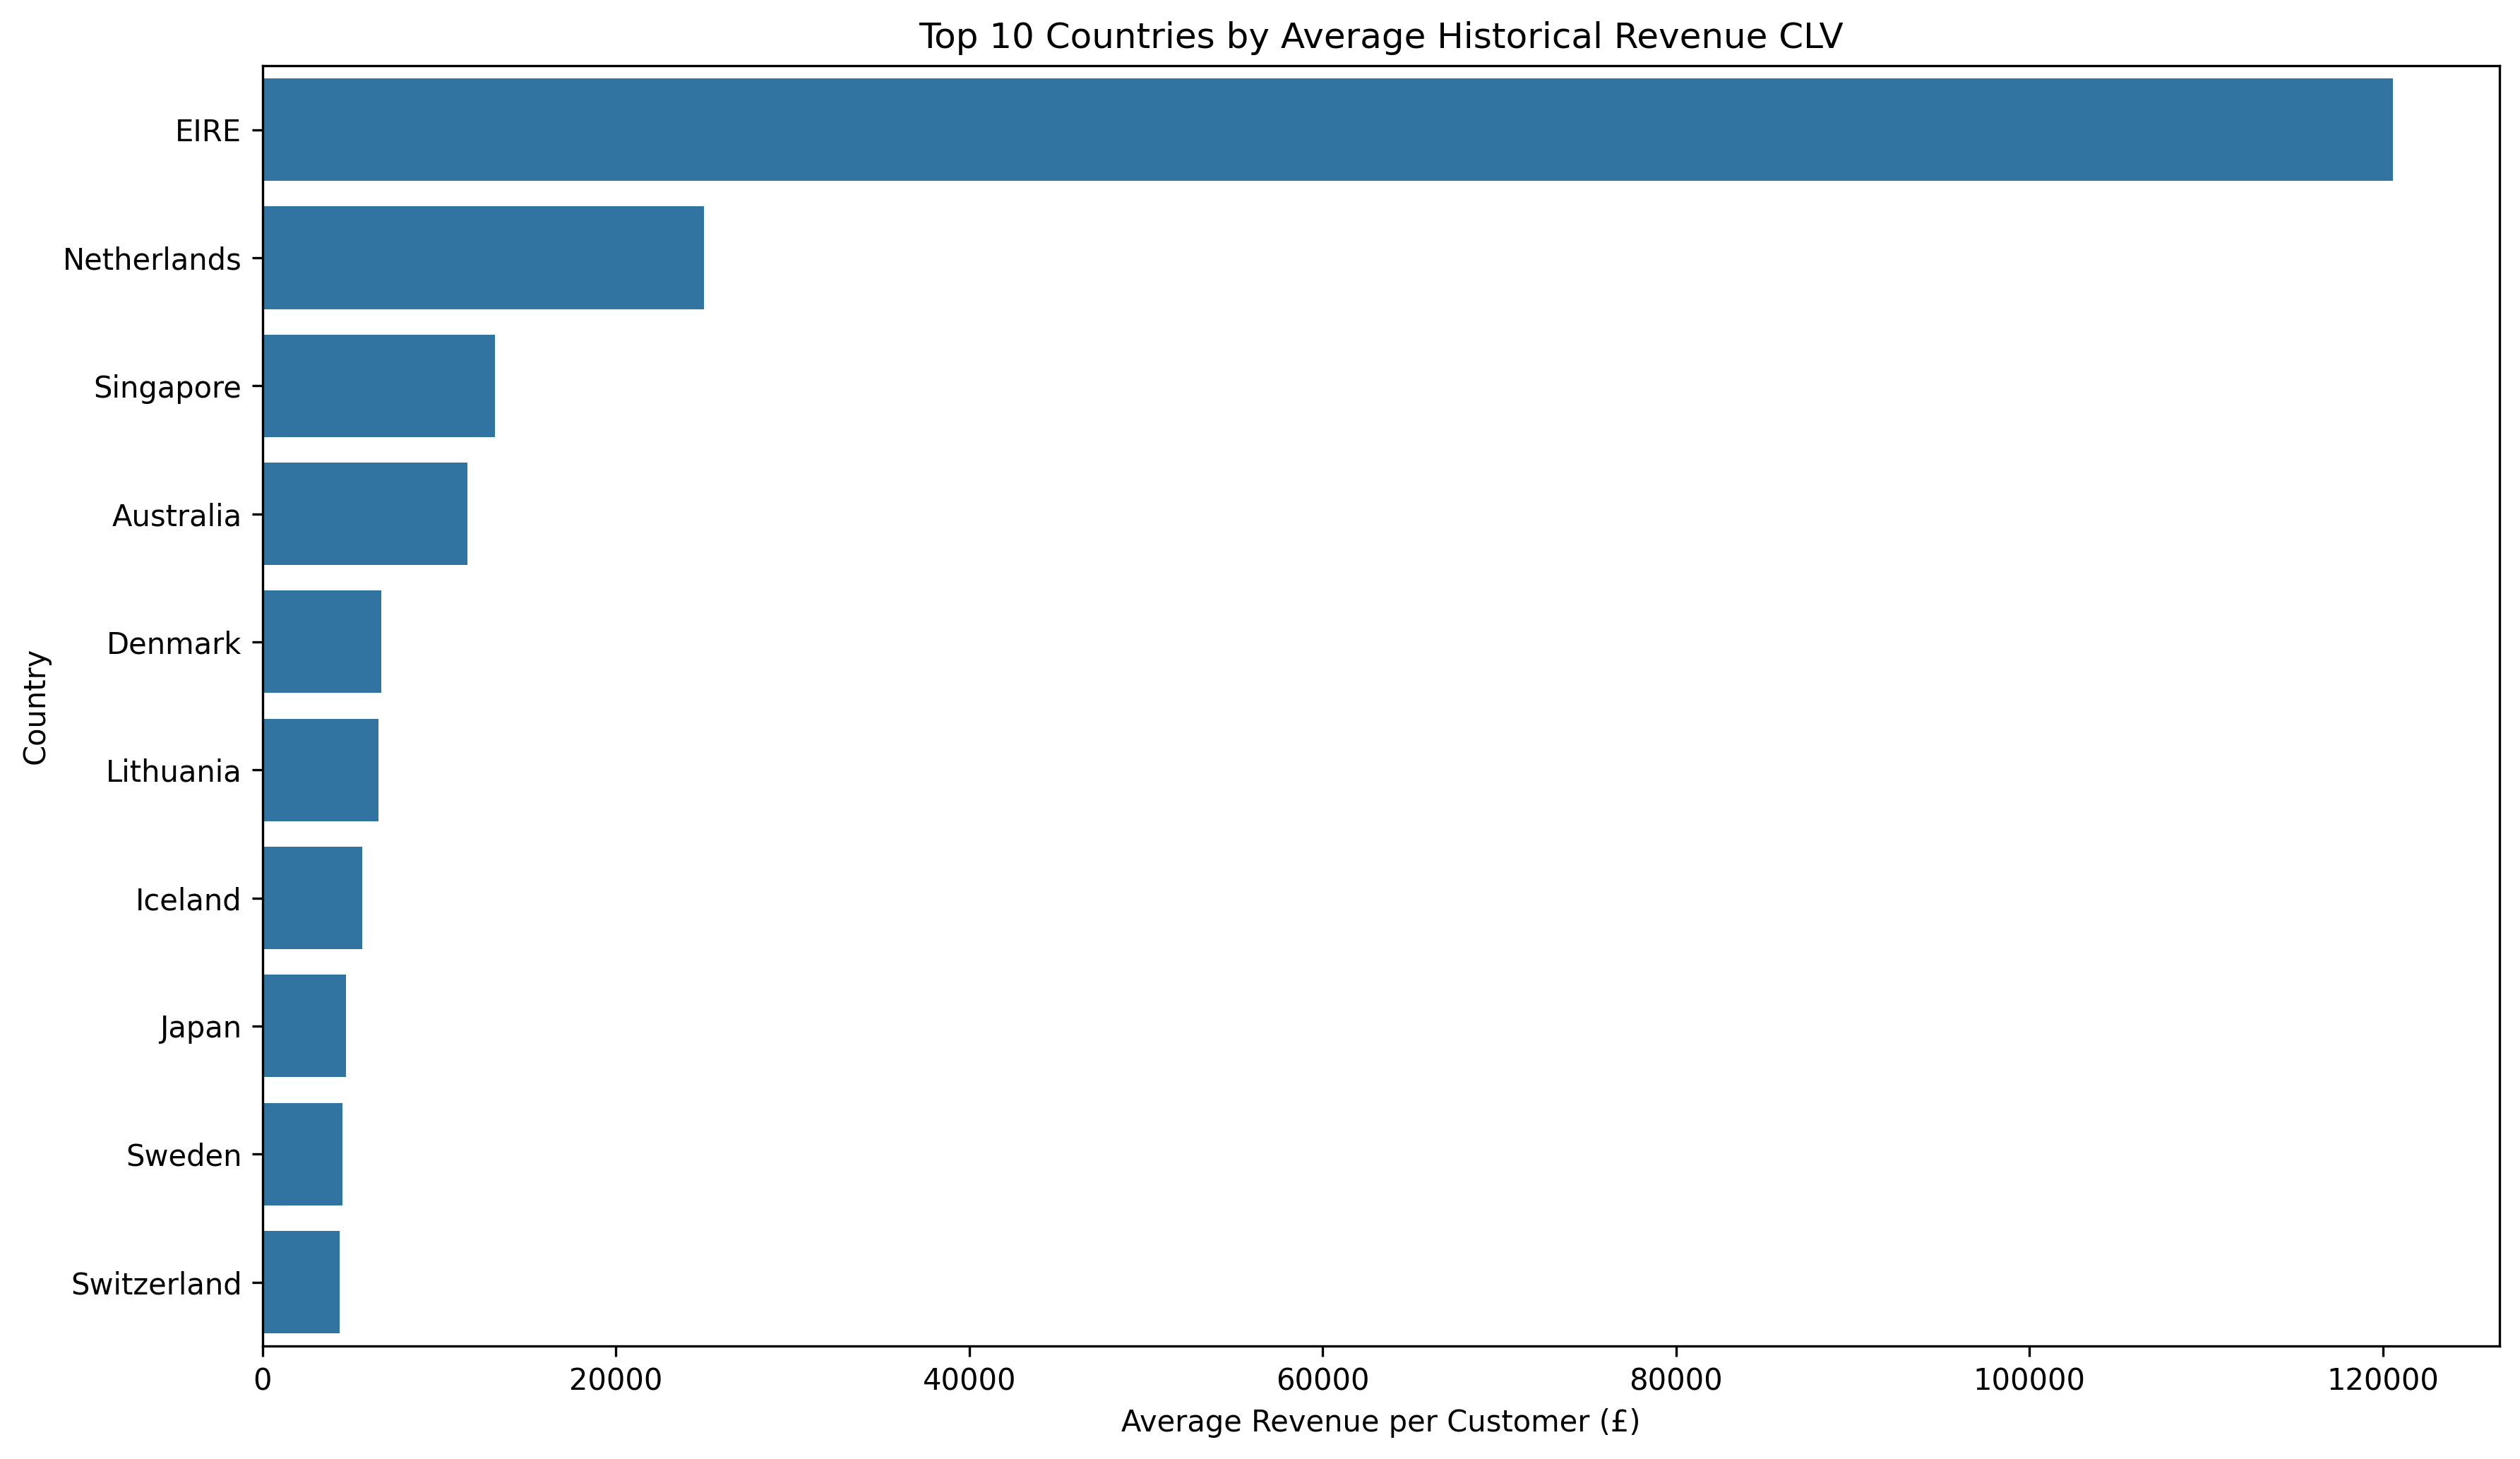 Top 10 Countries by Average Historical Revenue CLV
EIRE
Netherlands
Singapore
Australia
Denmark
Lithuania
Iceland
Japan
Sweden
Switzerland
Country
0 20000 40000 60000 80000 100000 120000
Average Revenue per Customer (£)